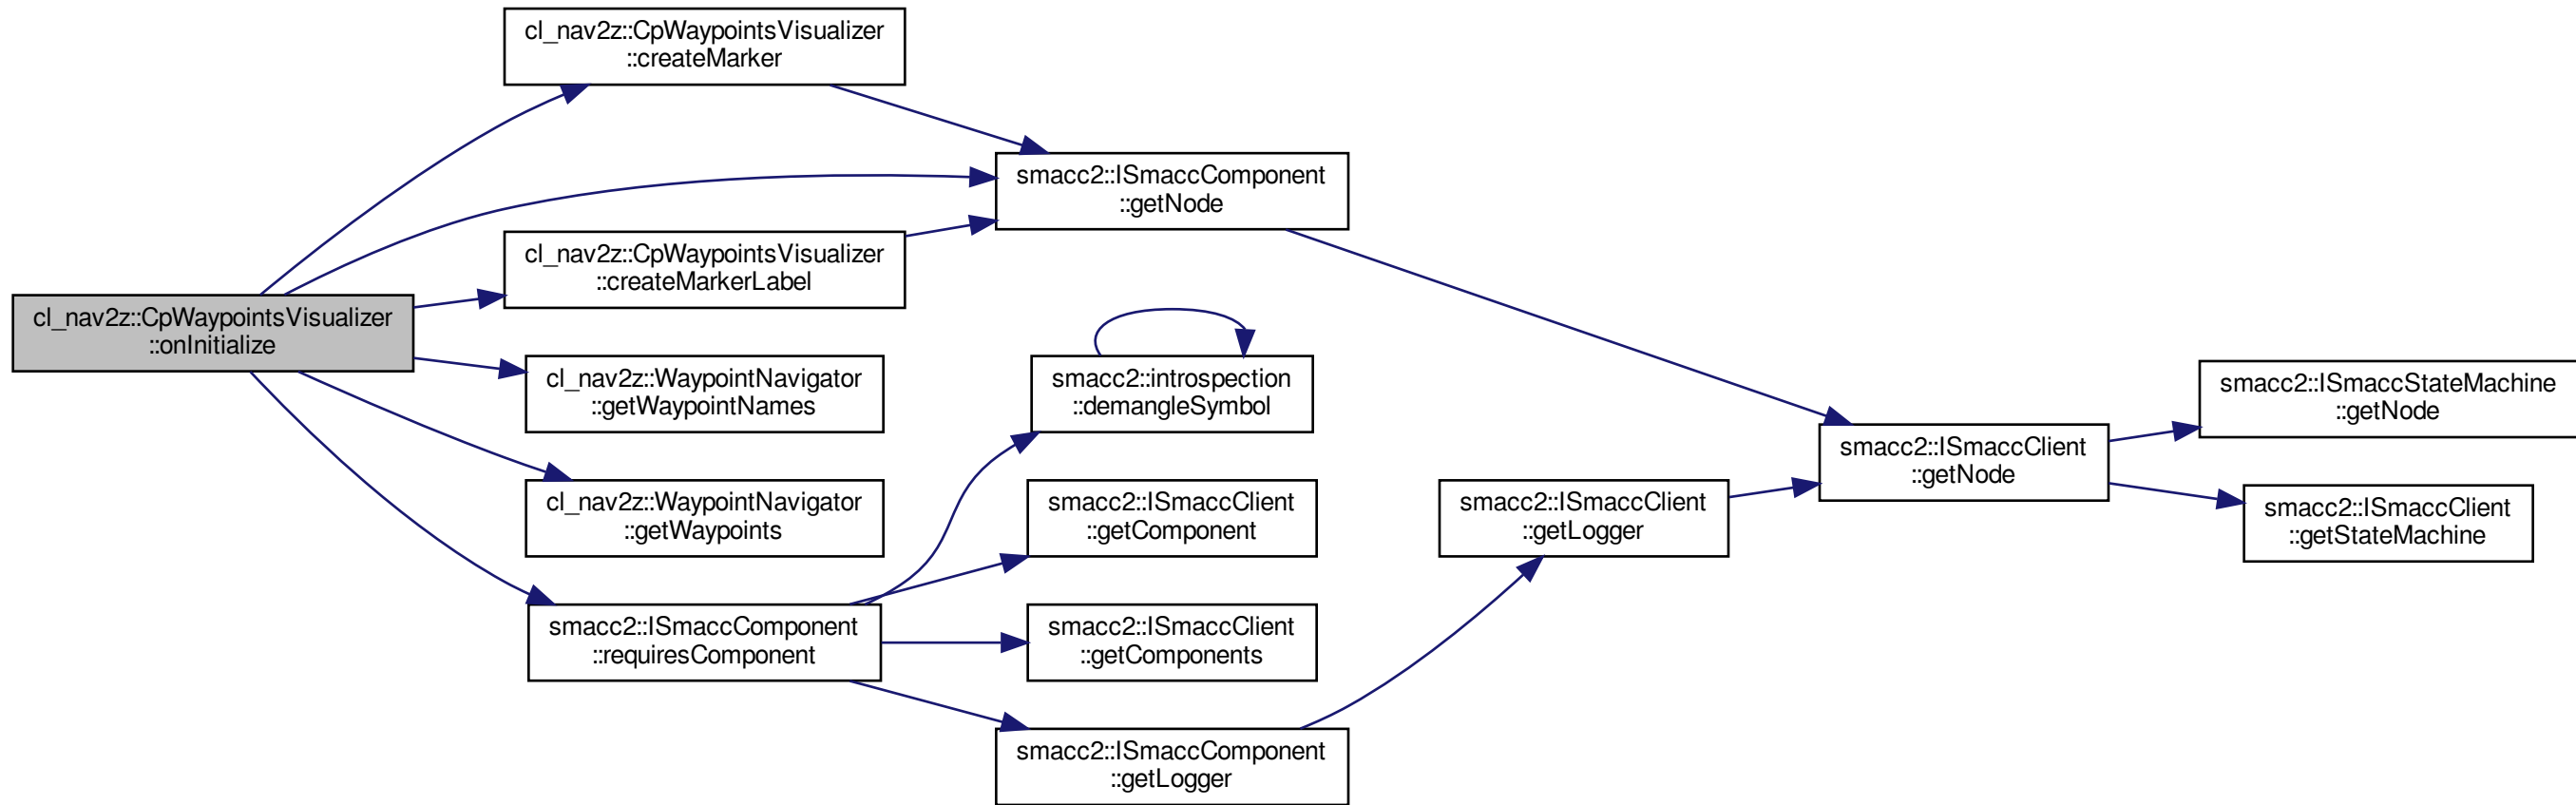 cl_nav2z::CpWaypointsVisualizer
::onInitialize
cl_nav2z::CpWaypointsVisualizer
::createMarker
cl_nav2z::CpWaypointsVisualizer
::createMarkerLabel
cl_nav2z::WaypointNavigator
::getWaypointNames
cl_nav2z::WaypointNavigator
::getWaypoints
smacc2::ISmaccComponent
::requiresComponent
smacc2::ISmaccComponent
::getNode
smacc2::introspection
::demangleSymbol
smacc2::ISmaccClient
::getComponent
smacc2::ISmaccClient
::getComponents
smacc2::ISmaccComponent
::getLogger
smacc2::ISmaccClient
::getLogger
smacc2::ISmaccClient
::getNode
smacc2::ISmaccStateMachine
::getNode
smacc2::ISmaccClient
::getStateMachine